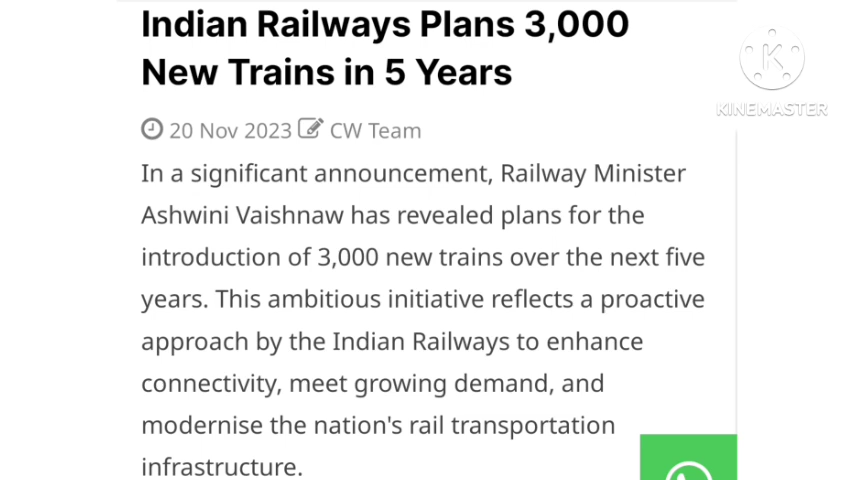 Indian Railways Plans 3,000
New Trains in 5 Years
20 Nov 2023 CW Team
In a significant announcement, Railway Minister
Ashwini Vaishnaw has revealed plans for the
introduction of 3,000 new trains over the next five
years. This ambitious initiative reflects a proactive
approach by the Indian Railways to enhance
connectivity, meet growing demand, and
modernise the nation's rail transportation
infrastructure.
K
KINEMASTER